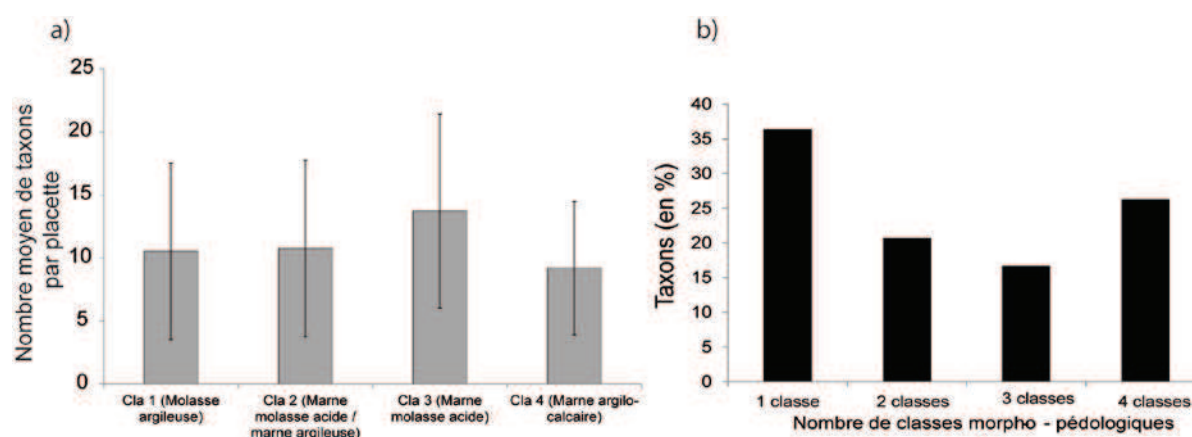 a)
Nombre moyen de taxons
par placette
25
20
15
10
5
0
Cla 1 (Molasse
argileuse)
Cla 2 (Marne
molasse acide /
marne argileuse)
Cla 3 (Marne
molasse acide)
Cla 4 (Marne argilo-
calcaire)
b)
Taxons (en %)
40
35
30
25
20
15
10
5
0
1 classe
2 classes
3 classes
4 classes
Nombre de classes morpho - pédologiques